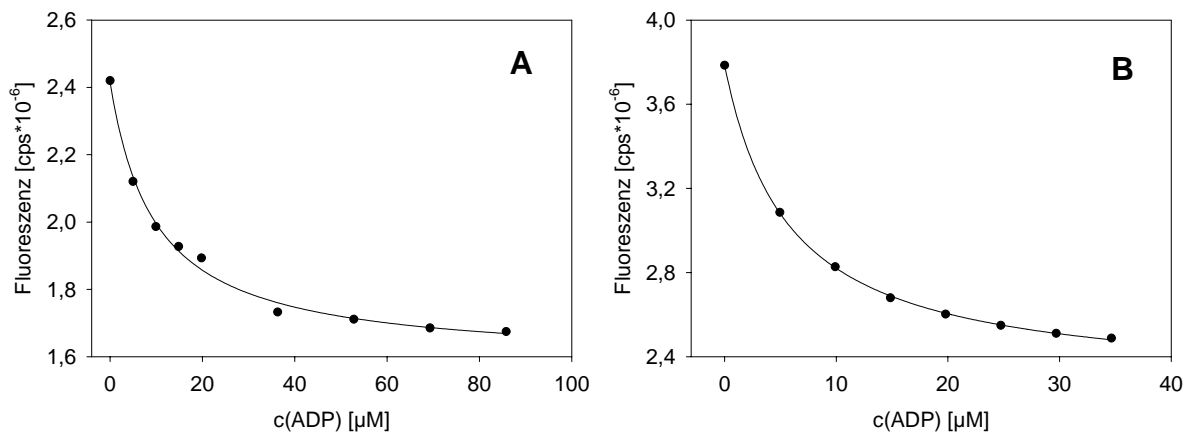 2,6
2,4
2,2
2,0
1,8
1,6
Fluoreszenz [cps*10⁻⁶]
A
0 20 40 60 80 100
c(ADP) [µM]
4,0
3,6
3,2
2,8
2,4
Fluoreszenz [cps*10⁻⁶]
B
0 10 20 30 40
c(ADP) [µM]